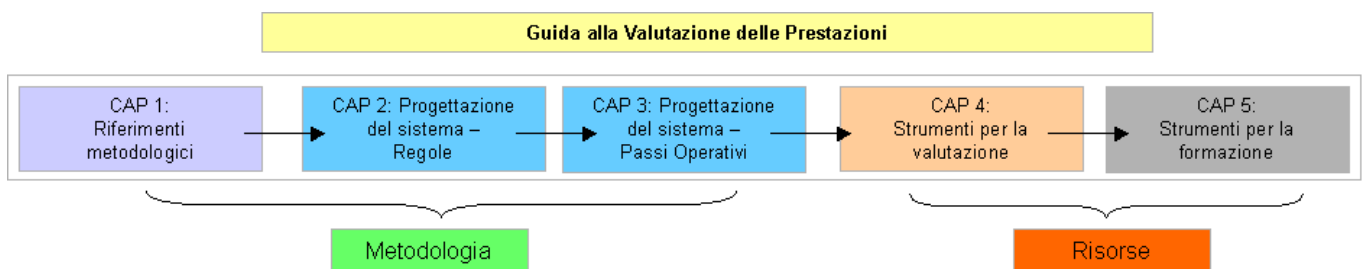 Guida alla Valutazione delle Prestazioni
CAP 1:
Riferimenti
metodologici
CAP 2: Progettazione
del sistema –
Regole
CAP 3: Progettazione
del sistema –
Passi Operativi
CAP 4:
Strumenti per la
valutazione
CAP 5:
Strumenti per la
formazione
Metodologia
Risorse